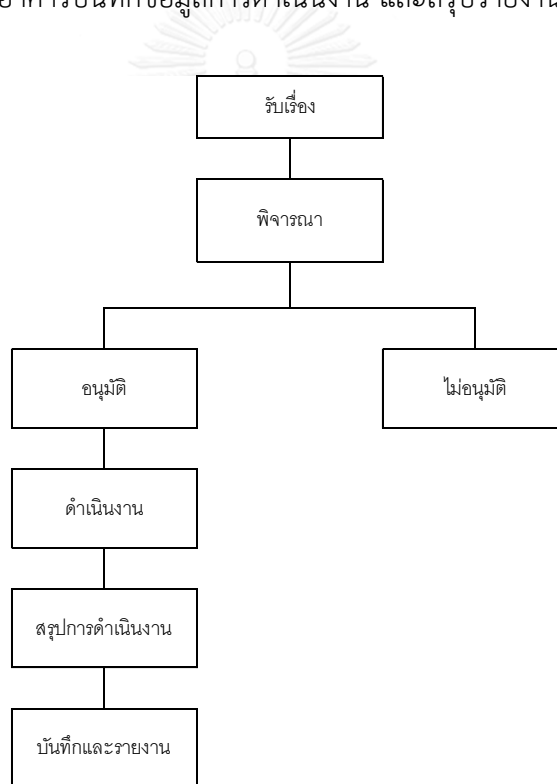 อาการบันทึกข้อมูลการดำเนินงาน และสรุปรายงาน
รับเรื่อง
พิจารณา
อนุมัติ
ไม่อนุมัติ
ดำเนินงาน
สรุปการดำเนินงาน
บันทึกและรายงาน